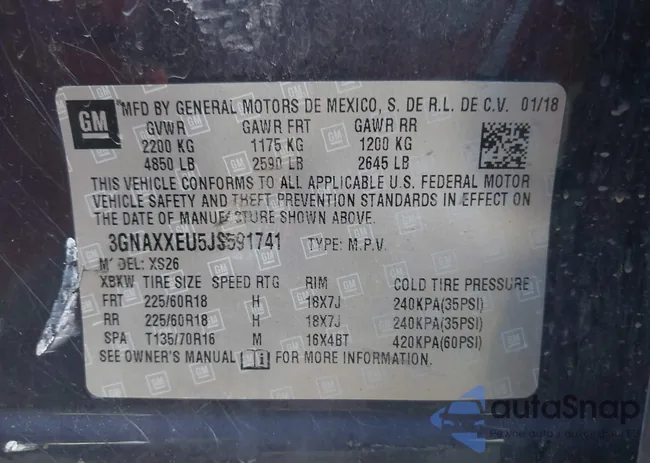 GM
"MFD BY GENERAL MOTORS DE MEXICO, S. DE R.L. DE C.V. 01/18
GVWR GAWR FRT GAWR RR
2200 KG 1175 KG 1200 KG
4850 LB 2590 LB 2645 LB
THIS VEHICLE CONFORMS TO ALL APPLICABLE U.S. FEDERAL MOTOR
VEHICLE SAFETY AND THEFT PREVENTION STANDARDS IN EFFECT ON
THE DATE OF MANUFACTURE SHOWN ABOVE.
3GNAXXEU5JS591741 TYPE: M.P.V.
MODEL: XS26
XBKW TIRE SIZE SPEED RTG RIM COLD TIRE PRESSURE
FRT 225/60R18 H 18X7J 240KPA(35PSI)
RR 225/60R18 H 18X7J 240KPA(35PSI)
SPA T135/70R16 M 16X4BT 420KPA(60PSI)
SEE OWNER'S MANUAL FOR MORE INFORMATION.
autaSnap
Pewne auta z dużego